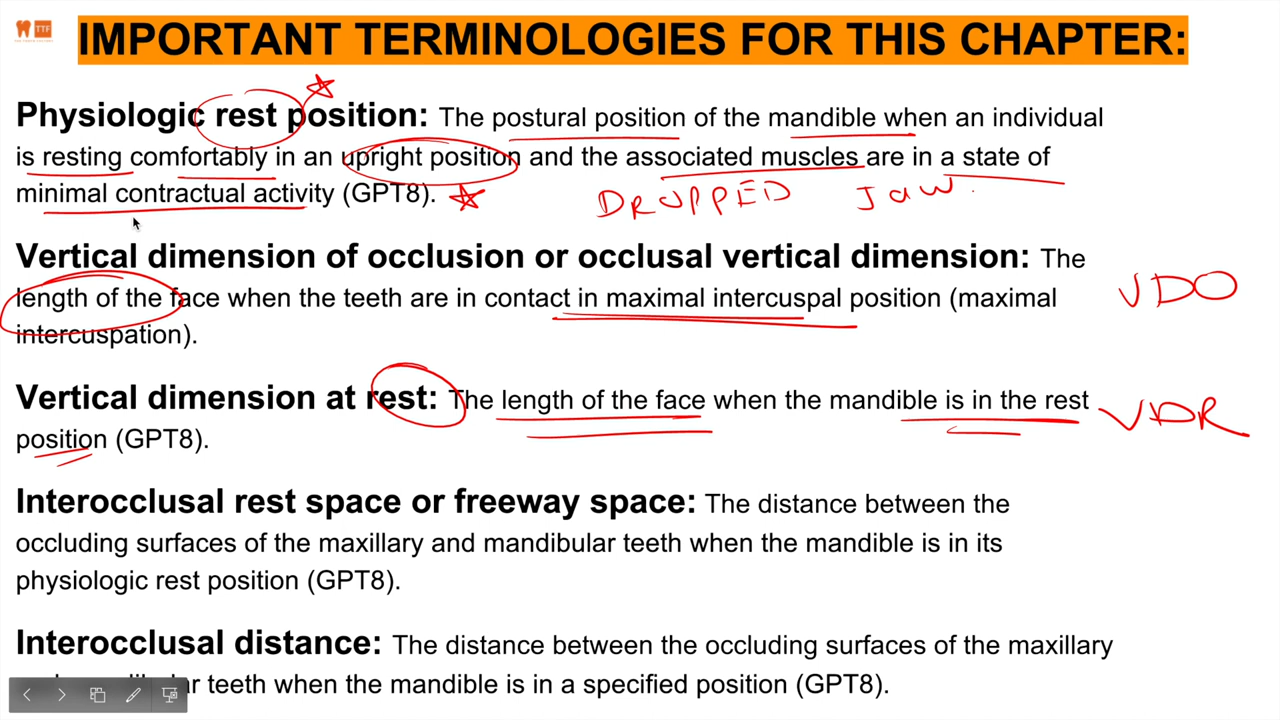 TTF
IMPORTANT TERMINOLOGIES FOR THIS CHAPTER:
Physiologic rest position: The postural position of the mandible when an individual
is resting comfortably in an upright position and the associated muscles are in a state of
minimal contractual activity (GPT8).
DROPPED JAW.
Vertical dimension of occlusion or occlusal vertical dimension: The
length of the face when the teeth are in contact in maximal intercuspal position (maximal
intercuspation).
VDO
Vertical dimension at rest: The length of the face when the mandible is in the rest
position (GPT8).
VDR
Interocclusal rest space or freeway space: The distance between the
occluding surfaces of the maxillary and mandibular teeth when the mandible is in its
physiologic rest position (GPT8).
Interocclusal distance: The distance between the occluding surfaces of the maxillary
teeth when the mandible is in a specified position (GPT8).